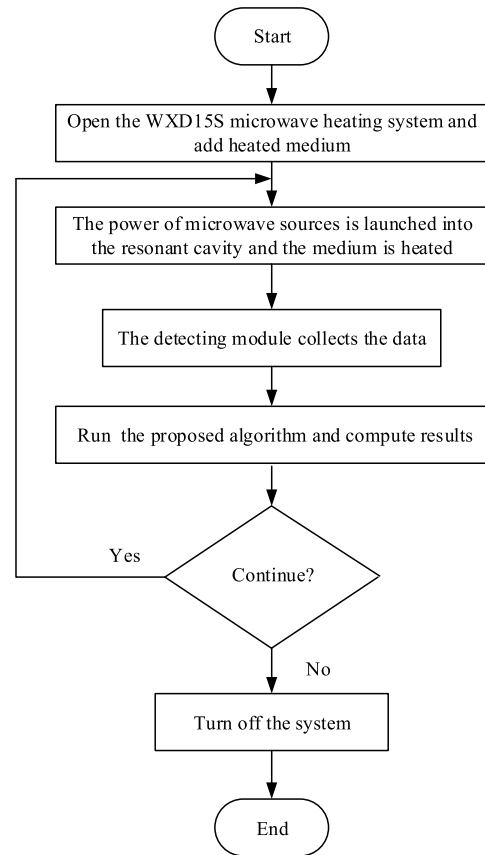 Start
Open the WXD15S microwave heating system and
add heated medium
The power of microwave sources is launched into
the resonant cavity and the medium is heated
The detecting module collects the data
Run the proposed algorithm and compute results
Continue?
Yes
No
Turn off the system
End